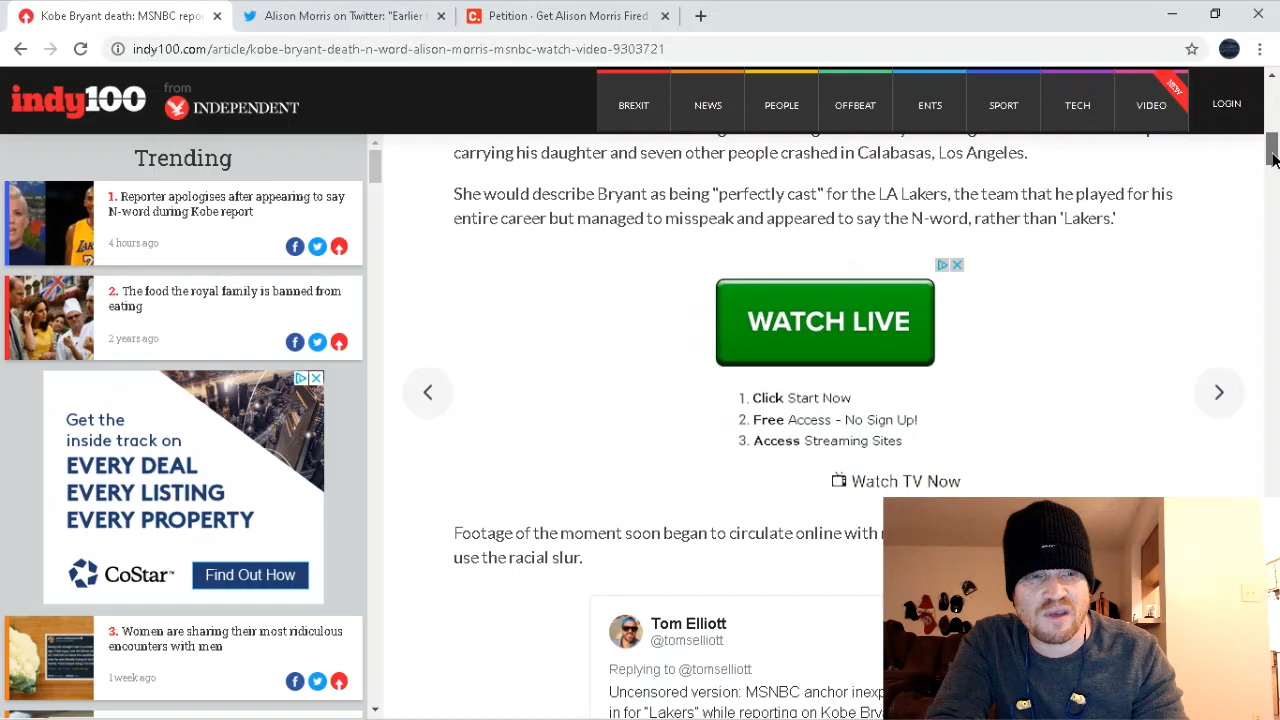 Kobe Bryant death: MSNBC repo
Alison Morris on Twitter: "Earlier
Petition · Get Alison Morris Fired
indy100.com/article/kobe-bryant-death-n-word-alison-morris-msnbc-watch-video-9303721
indy100
from
INDEPENDENT
BREXIT
NEWS
PEOPLE
OFFBEAT
ENTS
SPORT
TECH
VIDEO
NEW
LOGIN
Trending
1. Reporter apologises after appearing to say
N-word during Kobe report
4 hours ago
2. The food the royal family is banned from
eating
2 years ago
Get the
inside track on
EVERY DEAL
EVERY LISTING
EVERY PROPERTY
CoStar™
Find Out How
3. Women are sharing their most ridiculous
encounters with men
1 week ago
carrying his daughter and seven other people crashed in Calabasas, Los Angeles.
She would describe Bryant as being "perfectly cast" for the LA Lakers, the team that he played for his
entire career but managed to misspeak and appeared to say the N-word, rather than 'Lakers.'
WATCH LIVE
1. Click Start Now
2. Free Access - No Sign Up!
3. Access Streaming Sites
Watch TV Now
Footage of the moment soon began to circulate online with
use the racial slur.
Tom Elliott
@tomselliott
Replying to @tomselliott
Uncensored version: MSNBC anchor inexp
in for "Lakers" while reporting on Kobe Brya